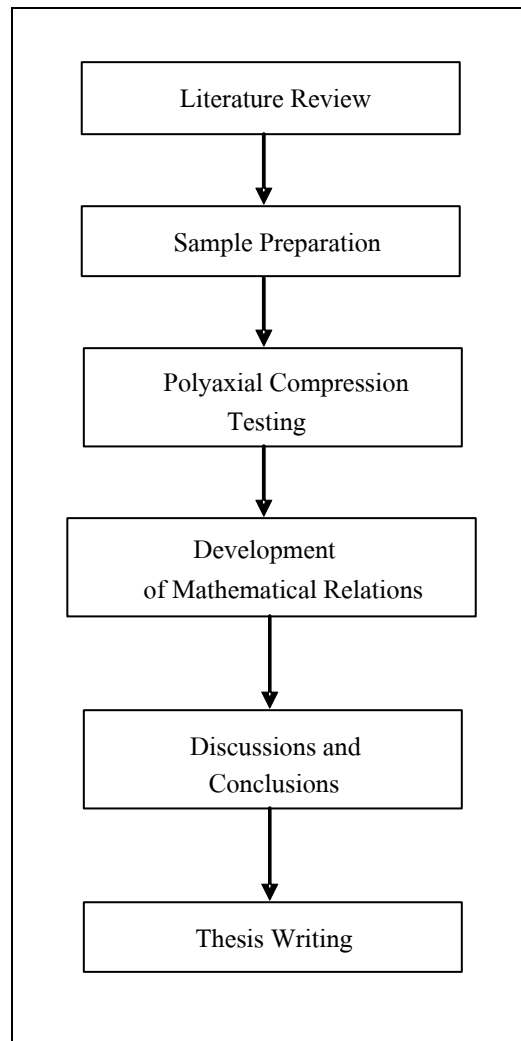 Literature Review
Sample Preparation
Polyaxial Compression
Testing
Development
of Mathematical Relations
Discussions and
Conclusions
Thesis Writing